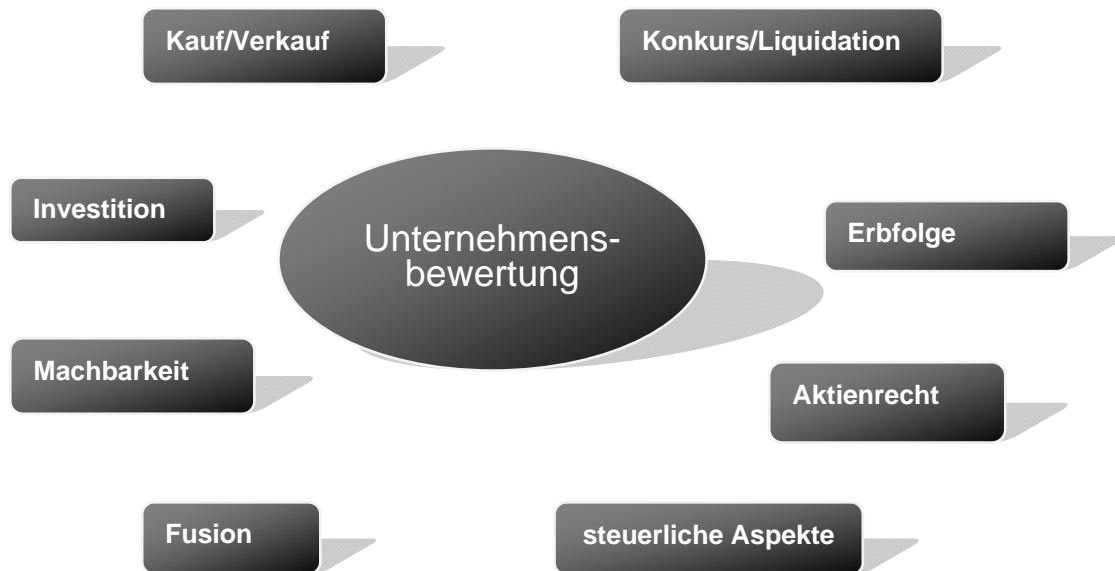 Kauf/Verkauf
Konkurs/Liquidation
Investition
Unternehmens-
bewertung
Erbfolge
Machbarkeit
Aktienrecht
Fusion
steuerliche Aspekte